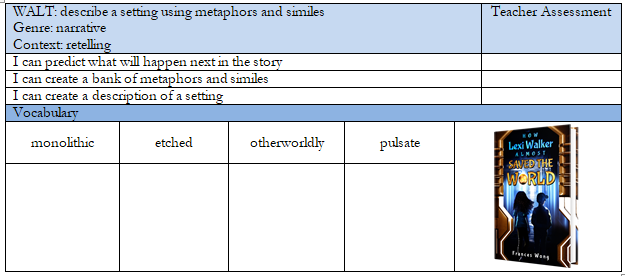 WALT: describe a setting using metaphors and similes
Genre: narrative
Context: retelling
Teacher Assessment
I can predict what will happen next in the story
I can create a bank of metaphors and similes
I can create a description of a setting
Vocabulary
monolithic
etched
otherworldly
pulsate
HOW
Lexi Walker
ALMOST
SAVED THE
WORLD
Frances Wong